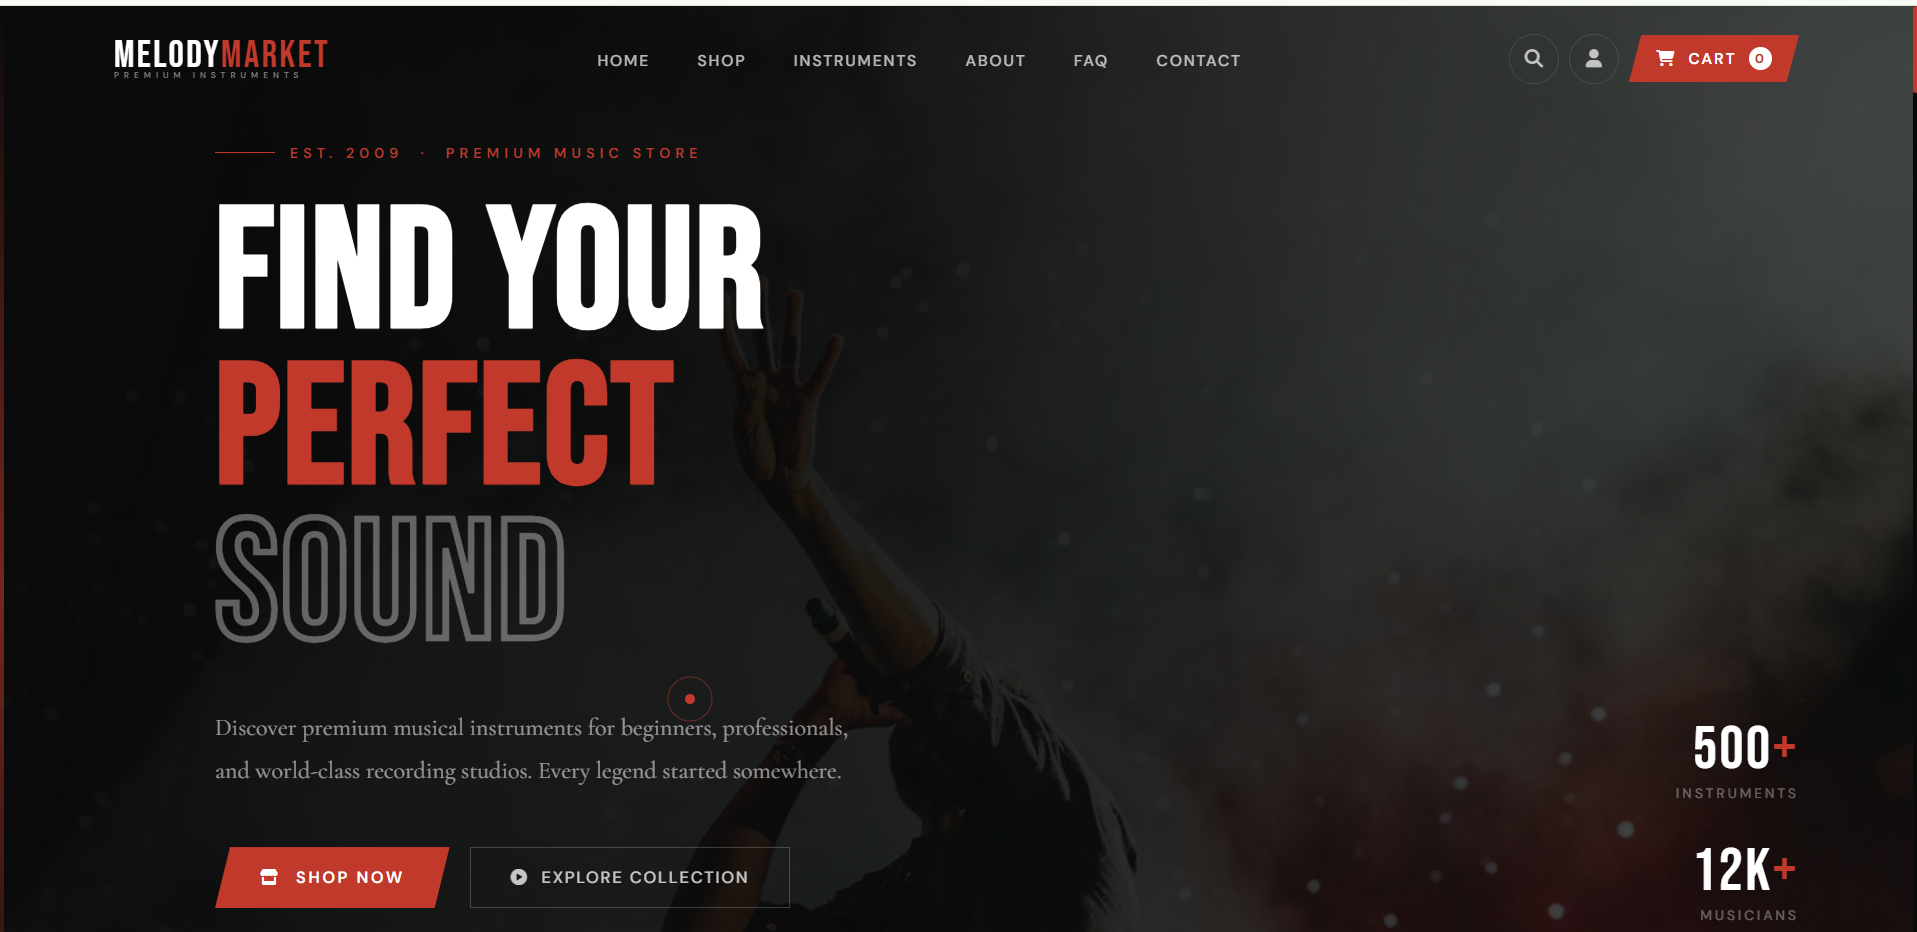 MELODYMARKET
PREMIUM INSTRUMENTS
HOME SHOP INSTRUMENTS ABOUT FAQ CONTACT
CART 0
EST. 2009 · PREMIUM MUSIC STORE
FIND YOUR
PERFECT
SOUND
Discover premium musical instruments for beginners, professionals,
and world-class recording studios. Every legend started somewhere.
SHOP NOW
EXPLORE COLLECTION
500+
INSTRUMENTS
12K+
MUSICIANS